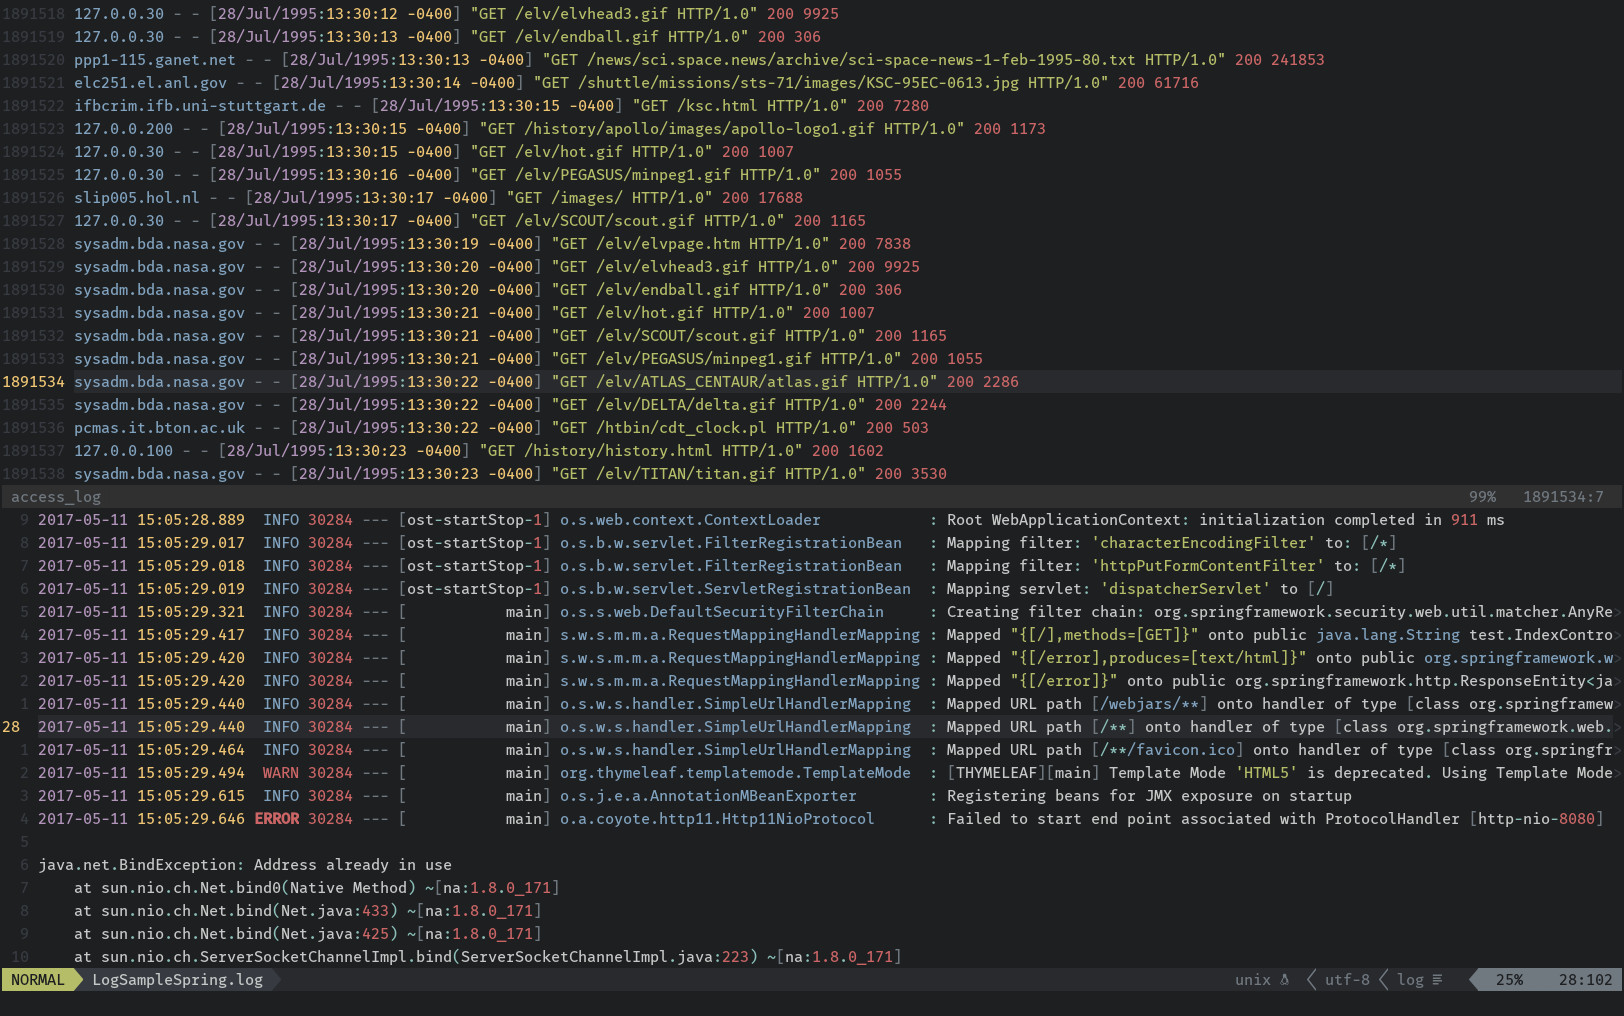 1891518 127.0.0.30 - - [28/Jul/1995:13:30:12 -0400] "GET /elv/elvhead3.gif HTTP/1.0" 200 9925
1891519 127.0.0.30 - - [28/Jul/1995:13:30:13 -0400] "GET /elv/endball.gif HTTP/1.0" 200 306
1891520 ppp1-115.ganet.net - - [28/Jul/1995:13:30:13 -0400] "GET /news/sci.space.news/archive/sci-space-news-1-feb-1995-80.txt HTTP/1.0" 200 241853
1891521 elc251.el.anl.gov - - [28/Jul/1995:13:30:14 -0400] "GET /shuttle/missions/sts-71/images/KSC-95EC-0613.jpg HTTP/1.0" 200 61716
1891522 ifbcrim.ifb.uni-stuttgart.de - - [28/Jul/1995:13:30:15 -0400] "GET /ksc.html HTTP/1.0" 200 7280
1891523 127.0.0.200 - - [28/Jul/1995:13:30:15 -0400] "GET /history/apollo/images/apollo-logo1.gif HTTP/1.0" 200 1173
1891524 127.0.0.30 - - [28/Jul/1995:13:30:15 -0400] "GET /elv/hot.gif HTTP/1.0" 200 1007
1891525 127.0.0.30 - - [28/Jul/1995:13:30:16 -0400] "GET /elv/PEGASUS/minpeg1.gif HTTP/1.0" 200 1055
1891526 slip005.hol.nl - - [28/Jul/1995:13:30:17 -0400] "GET /images/ HTTP/1.0" 200 17688
1891527 127.0.0.30 - - [28/Jul/1995:13:30:17 -0400] "GET /elv/SCOUT/scout.gif HTTP/1.0" 200 1165
1891528 sysadm.bda.nasa.gov - - [28/Jul/1995:13:30:19 -0400] "GET /elv/elvpage.htm HTTP/1.0" 200 7838
1891529 sysadm.bda.nasa.gov - - [28/Jul/1995:13:30:20 -0400] "GET /elv/elvhead3.gif HTTP/1.0" 200 9925
1891530 sysadm.bda.nasa.gov - - [28/Jul/1995:13:30:20 -0400] "GET /elv/endball.gif HTTP/1.0" 200 306
1891531 sysadm.bda.nasa.gov - - [28/Jul/1995:13:30:21 -0400] "GET /elv/hot.gif HTTP/1.0" 200 1007
1891532 sysadm.bda.nasa.gov - - [28/Jul/1995:13:30:21 -0400] "GET /elv/SCOUT/scout.gif HTTP/1.0" 200 1165
1891533 sysadm.bda.nasa.gov - - [28/Jul/1995:13:30:21 -0400] "GET /elv/PEGASUS/minpeg1.gif HTTP/1.0" 200 1055
1891534 sysadm.bda.nasa.gov - - [28/Jul/1995:13:30:22 -0400] "GET /elv/ATLAS_CENTAUR/atlas.gif HTTP/1.0" 200 2286
1891535 sysadm.bda.nasa.gov - - [28/Jul/1995:13:30:22 -0400] "GET /elv/DELTA/delta.gif HTTP/1.0" 200 2244
1891536 pcmas.it.bton.ac.uk - - [28/Jul/1995:13:30:22 -0400] "GET /htbin/cdt_clock.pl HTTP/1.0" 200 503
1891537 127.0.0.100 - - [28/Jul/1995:13:30:23 -0400] "GET /history/history.html HTTP/1.0" 200 1602
1891538 sysadm.bda.nasa.gov - - [28/Jul/1995:13:30:23 -0400] "GET /elv/TITAN/titan.gif HTTP/1.0" 200 3530
access_log 99% 1891534:7
9 2017-05-11 15:05:28.889 INFO 30284 --- [ost-startStop-1] o.s.web.context.ContextLoader : Root WebApplicationContext: initialization completed in 911 ms
8 2017-05-11 15:05:29.017 INFO 30284 --- [ost-startStop-1] o.s.b.w.servlet.FilterRegistrationBean : Mapping filter: 'characterEncodingFilter' to: [/*]
7 2017-05-11 15:05:29.018 INFO 30284 --- [ost-startStop-1] o.s.b.w.servlet.FilterRegistrationBean : Mapping filter: 'httpPutFormContentFilter' to: [/*]
6 2017-05-11 15:05:29.019 INFO 30284 --- [ost-startStop-1] o.s.b.w.servlet.ServletRegistrationBean : Mapping servlet: 'dispatcherServlet' to [/]
5 2017-05-11 15:05:29.321 INFO 30284 --- [ main] o.s.s.web.DefaultSecurityFilterChain : Creating filter chain: org.springframework.security.web.util.matcher.AnyRe>
4 2017-05-11 15:05:29.417 INFO 30284 --- [ main] s.w.s.m.m.a.RequestMappingHandlerMapping : Mapped "{[/],methods=[GET]}" onto public java.lang.String test.IndexContro>
3 2017-05-11 15:05:29.420 INFO 30284 --- [ main] s.w.s.m.m.a.RequestMappingHandlerMapping : Mapped "{[/error],produces=[text/html]}" onto public org.springframework.w>
2 2017-05-11 15:05:29.420 INFO 30284 --- [ main] s.w.s.m.m.a.RequestMappingHandlerMapping : Mapped "{[/error]}" onto public org.springframework.http.ResponseEntity<ja>
1 2017-05-11 15:05:29.440 INFO 30284 --- [ main] o.s.w.s.handler.SimpleUrlHandlerMapping : Mapped URL path [/webjars/**] onto handler of type [class org.springframew>
28 2017-05-11 15:05:29.440 INFO 30284 --- [ main] o.s.w.s.handler.SimpleUrlHandlerMapping : Mapped URL path [/**] onto handler of type [class org.springframework.web.>
1 2017-05-11 15:05:29.464 INFO 30284 --- [ main] o.s.w.s.handler.SimpleUrlHandlerMapping : Mapped URL path [/**/favicon.ico] onto handler of type [class org.springfr>
2 2017-05-11 15:05:29.494 WARN 30284 --- [ main] org.thymeleaf.templatemode.TemplateMode : [THYMELEAF][main] Template Mode 'HTML5' is deprecated. Using Template Mode>
3 2017-05-11 15:05:29.615 INFO 30284 --- [ main] o.s.j.e.a.AnnotationMBeanExporter : Registering beans for JMX exposure on startup
4 2017-05-11 15:05:29.646 ERROR 30284 --- [ main] o.a.coyote.http11.Http11NioProtocol : Failed to start end point associated with ProtocolHandler [http-nio-8080]
5
6 java.net.BindException: Address already in use
7 at sun.nio.ch.Net.bind0(Native Method) ~[na:1.8.0_171]
8 at sun.nio.ch.Net.bind(Net.java:433) ~[na:1.8.0_171]
9 at sun.nio.ch.Net.bind(Net.java:425) ~[na:1.8.0_171]
10 at sun.nio.ch.ServerSocketChannelImpl.bind(ServerSocketChannelImpl.java:223) ~[na:1.8.0_171]
NORMAL LogSampleSpring.log unix utf-8 log 25% 28:102